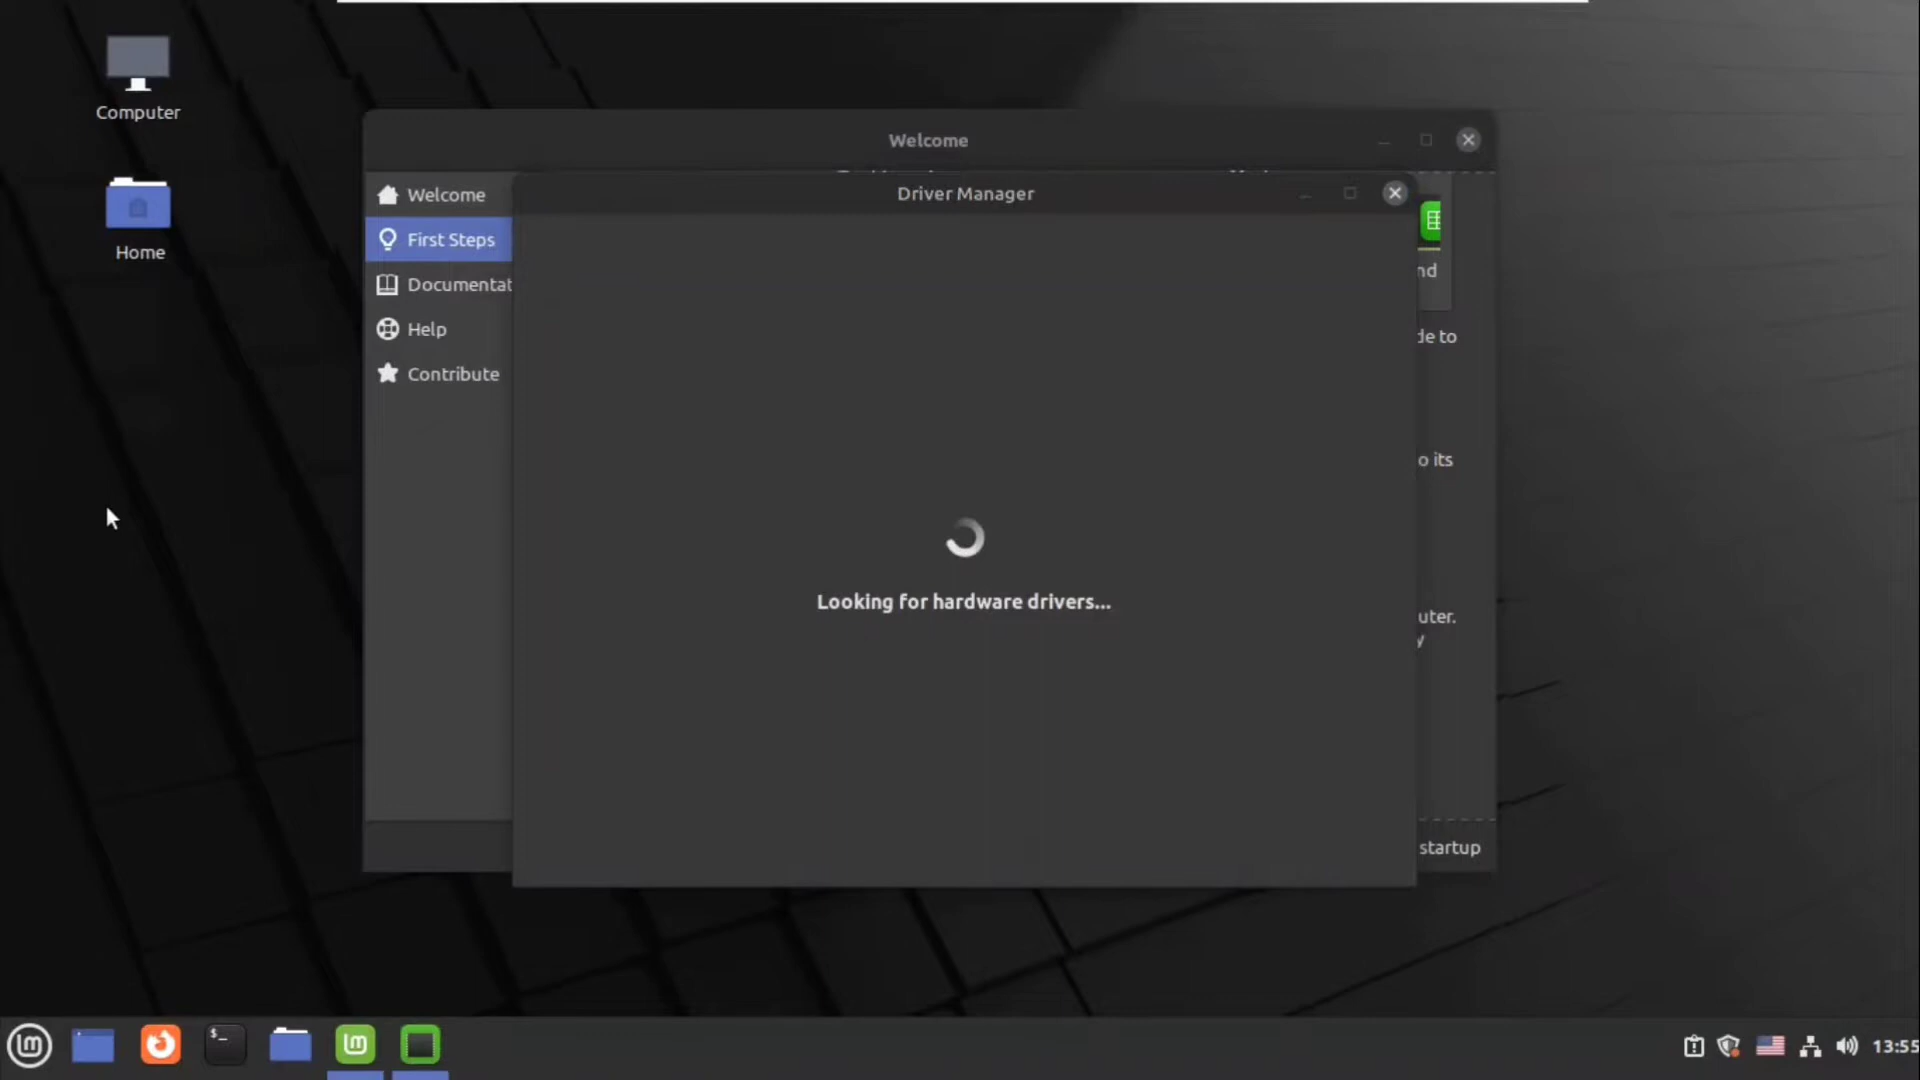 Computer
Home
Welcome
Welcome
First Steps
Documentat
Help
Contribute
Driver Manager
Looking for hardware drivers...
nd
de to
o its
uter.
y
startup
$_
13:55